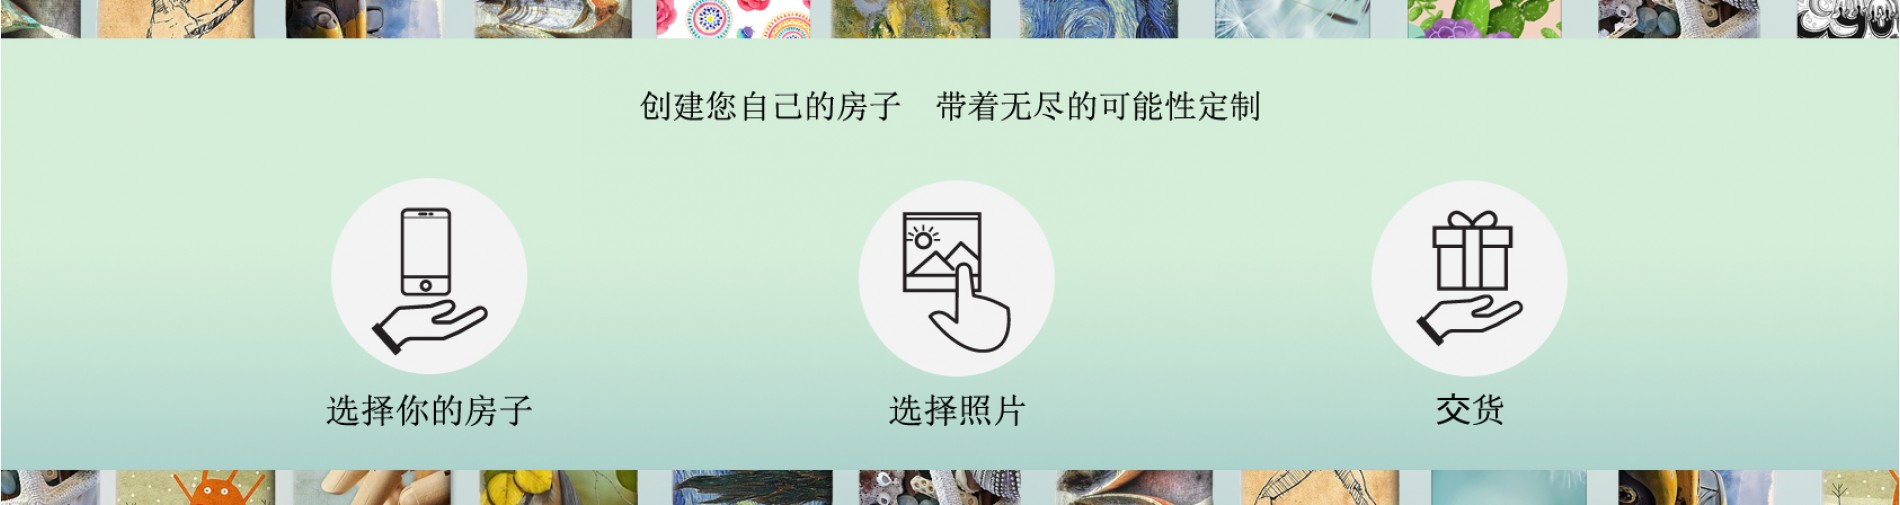 创建您自己的房子　带着无尽的可能性定制
选择你的房子
选择照片
交货